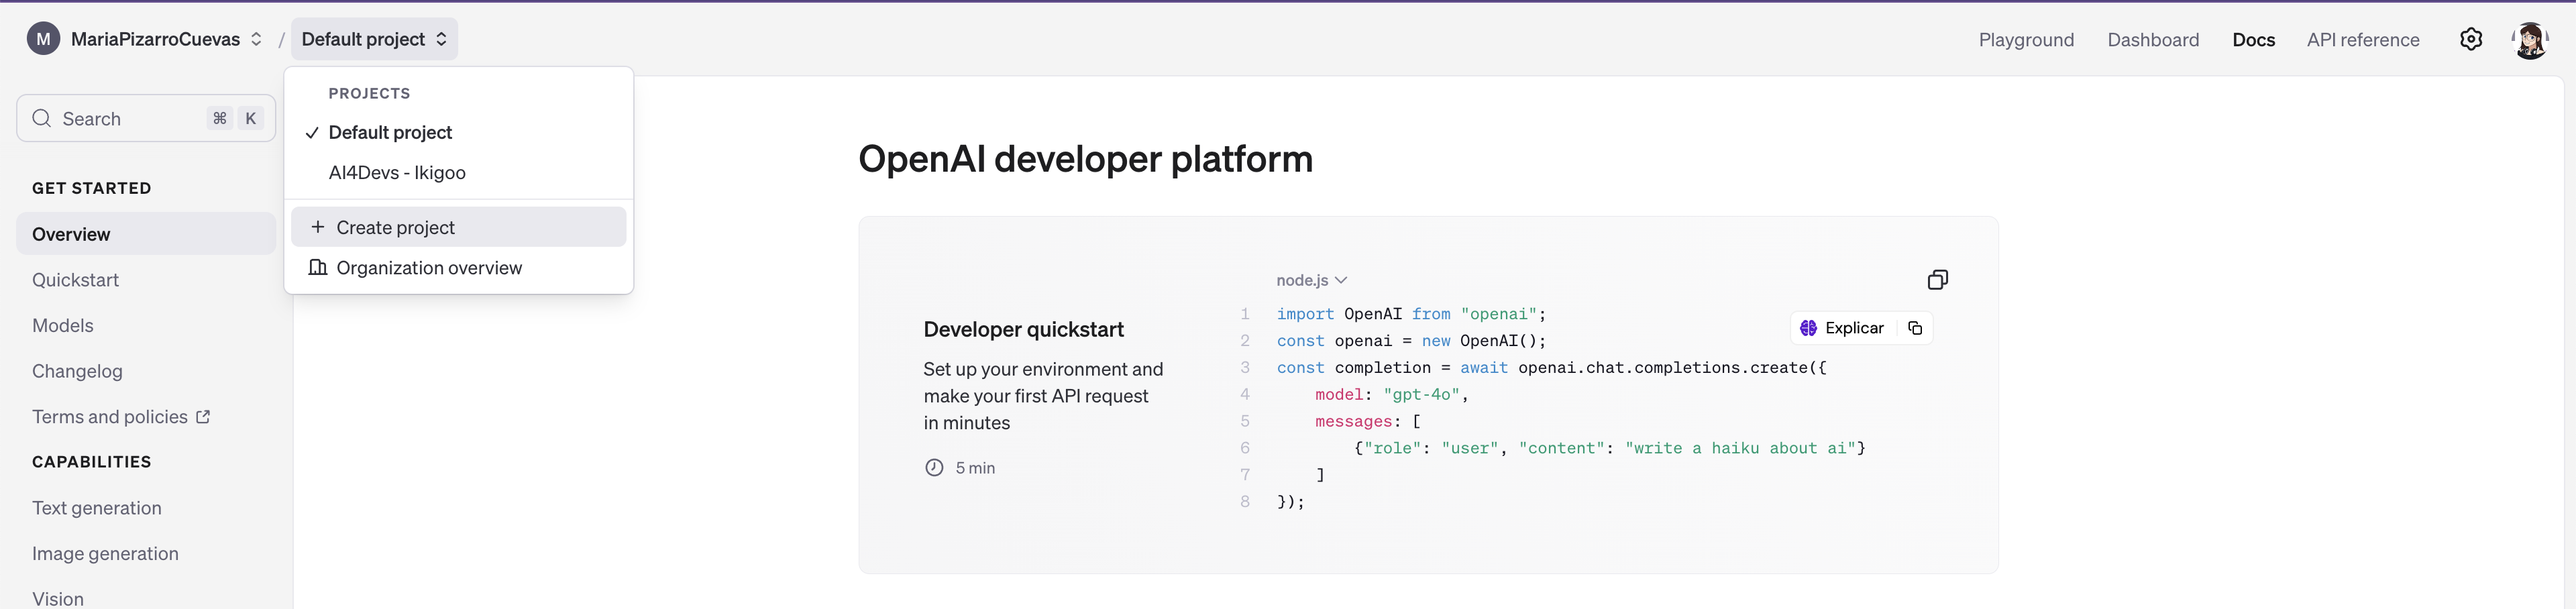 M MariaPizarroCuevas / Default project
Playground Dashboard Docs API reference
Search ⌘ K
GET STARTED
Overview
Quickstart
Models
Changelog
Terms and policies
CAPABILITIES
Text generation
Image generation
Vision
PROJECTS
Default project
AI4Devs - Ikigoo
Create project
Organization overview
OpenAI developer platform
Developer quickstart
Set up your environment and
make your first API request
in minutes
5 min
node.js
Explicar
1 import OpenAI from "openai";
2 const openai = new OpenAI();
3 const completion = await openai.chat.completions.create({
4 model: "gpt-4o",
5 messages: [
6 {"role": "user", "content": "write a haiku about ai"}
7 ]
8 });